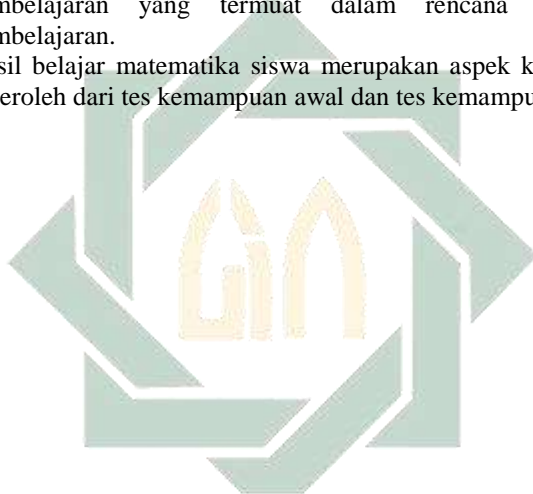 mbelajaran yang termuat dalam rencana
mbelajaran.
sil belajar matematika siswa merupakan aspek k
eroleh dari tes kemampuan awal dan tes kemampu